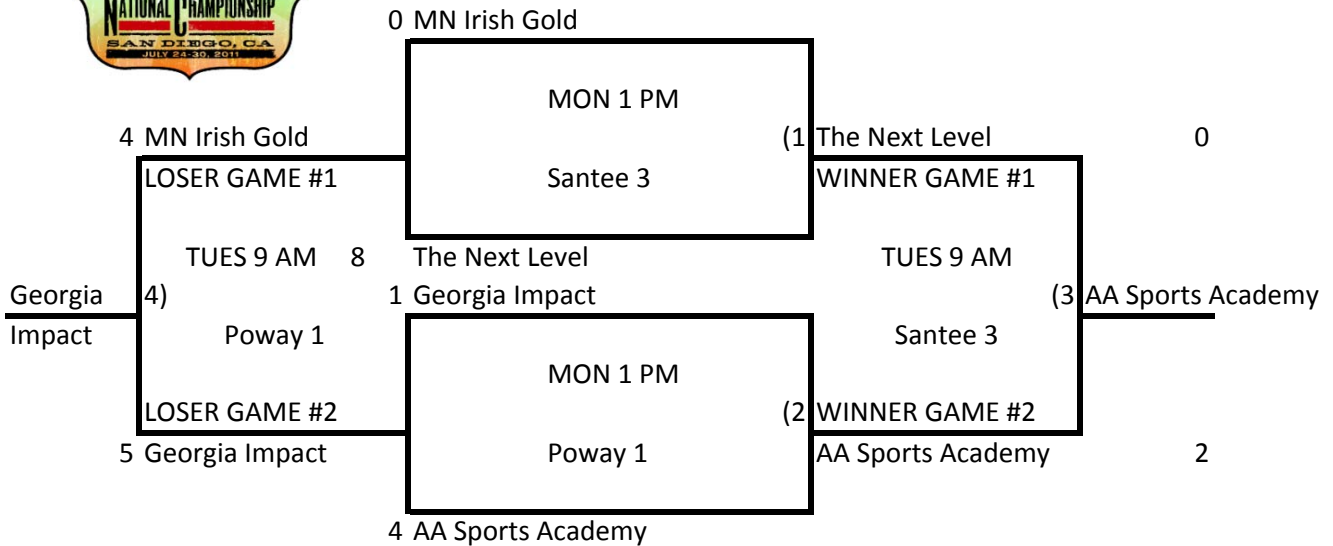 NATIONAL CHAMPIONSHIP
SAN DIEGO, CA
JULY 24-30, 2011
0 MN Irish Gold
MON 1 PM
4 MN Irish Gold
(1 The Next Level 0
LOSER GAME #1
Santee 3
WINNER GAME #1
TUES 9 AM
8 The Next Level
TUES 9 AM
Georgia
4)
1 Georgia Impact
(3 AA Sports Academy
Impact
Poway 1
Santee 3
MON 1 PM
LOSER GAME #2
(2 WINNER GAME #2
5 Georgia Impact
Poway 1
AA Sports Academy 2
4 AA Sports Academy